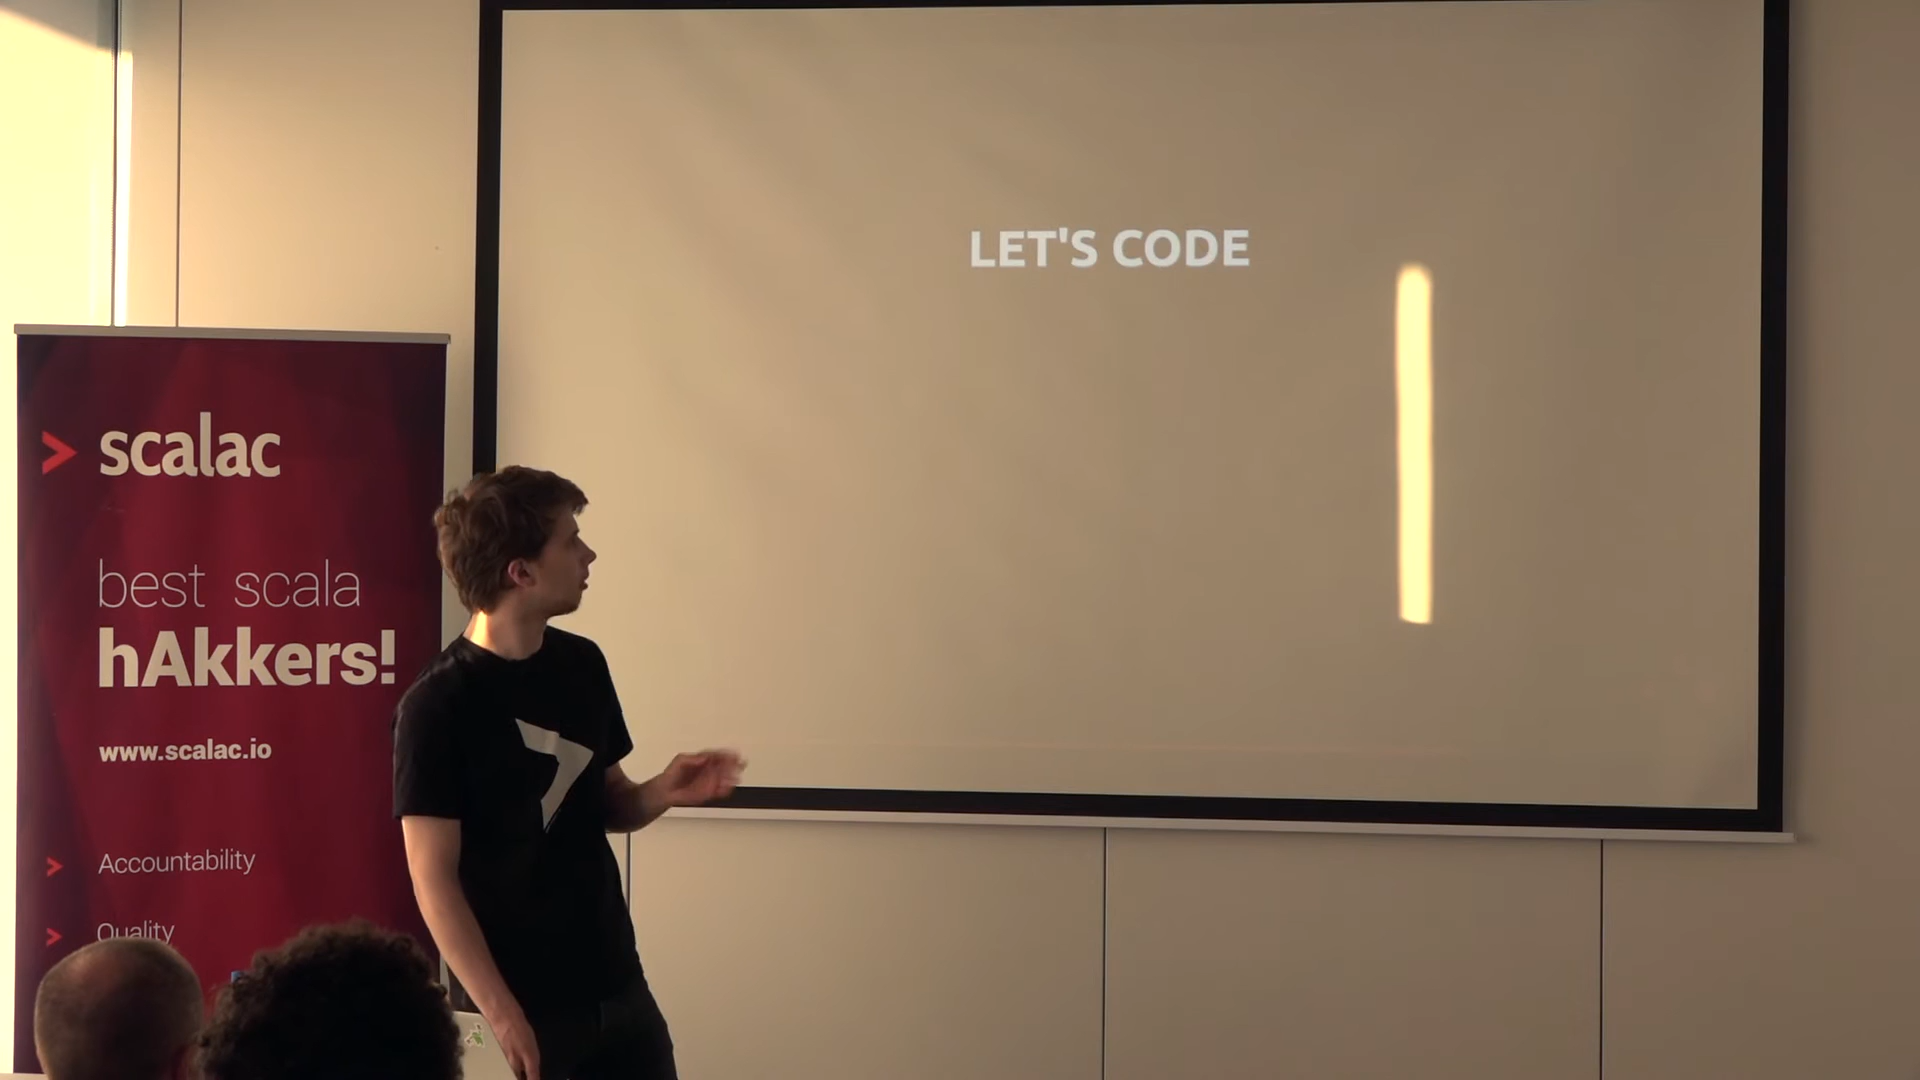 LET'S CODE
scalac
best scala
hAkkers!
www.scalac.io
Accountability
Quality